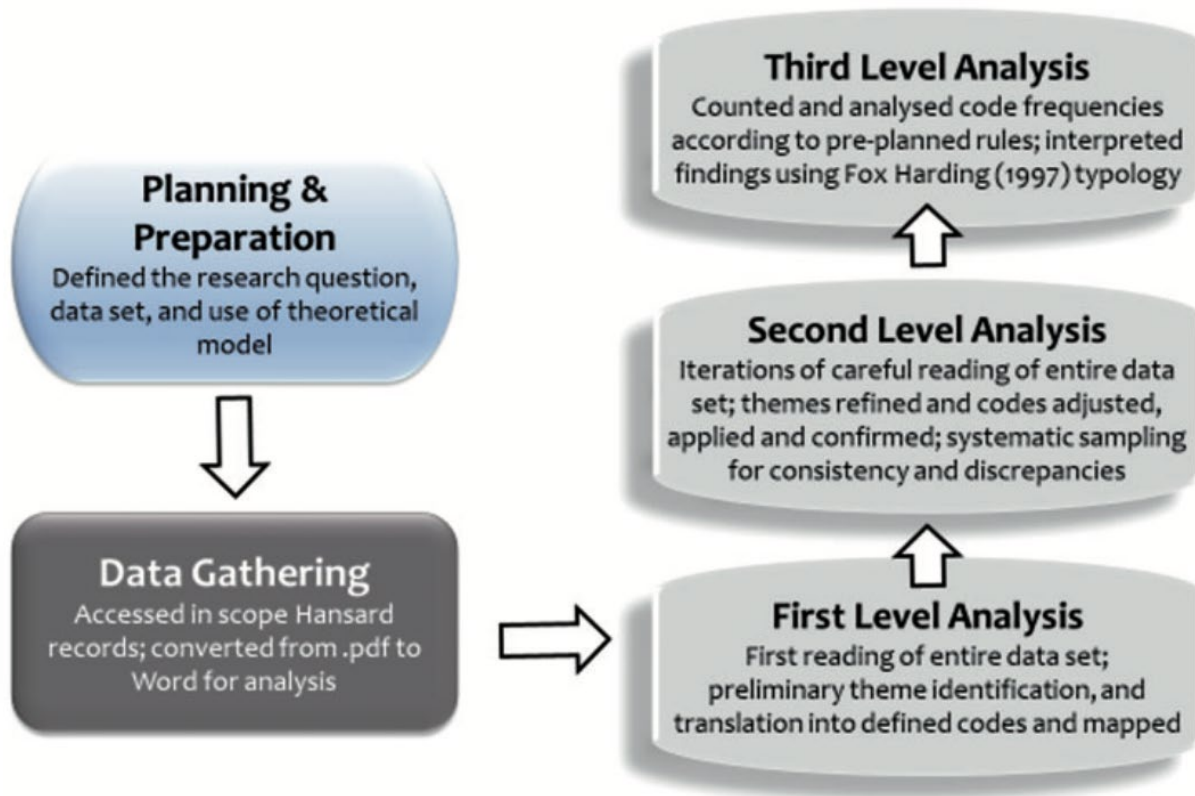 Planning &
Preparation
Defined the research question,
data set, and use of theoretical
model
Data Gathering
Accessed in scope Hansard
records; converted from .pdf to
Word for analysis
First Level Analysis
First reading of entire data set;
preliminary theme identification, and
translation into defined codes and mapped
Second Level Analysis
Iterations of careful reading of entire data
set; themes refined and codes adjusted,
applied and confirmed; systematic sampling
for consistency and discrepancies
Third Level Analysis
Counted and analysed code frequencies
according to pre-planned rules; interpreted
findings using Fox Harding (1997) typology